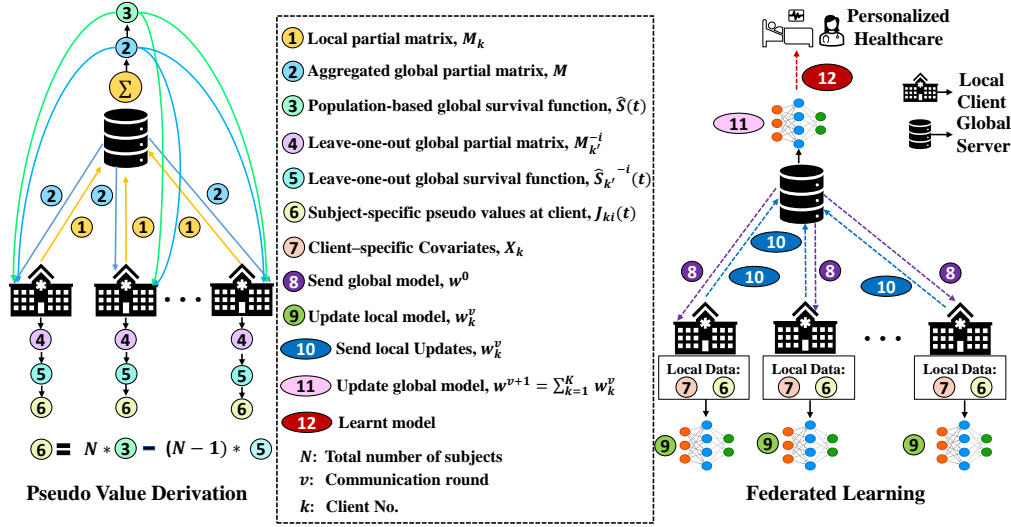 3
2
Σ
2
2
2
1
1
1
4
4
4
5
5
5
6
6
6
6 = N * 3 − (N − 1) * 5
Pseudo Value Derivation
1 Local partial matrix, M_k
2 Aggregated global partial matrix, M
3 Population-based global survival function, Ŝ(t)
4 Leave-one-out global partial matrix, M_{k'}^{-i}
5 Leave-one-out global survival function, Ŝ_{k'}^{-i}(t)
6 Subject-specific pseudo values at client, J_{ki}(t)
7 Client–specific Covariates, X_k
8 Send global model, w^0
9 Update local model, w_k^v
10 Send local Updates, w_k^v
11 Update global model, w^{v+1} = ∑_{k=1}^{K} w_k^v
12 Learnt model
N: Total number of subjects
v: Communication round
k: Client No.
Personalized
Healthcare
12
11
Local
Client
Global
Server
10
8
10
8
10
8
Local Data:
7 6
Local Data:
7 6
Local Data:
7 6
9
9
9
Federated Learning